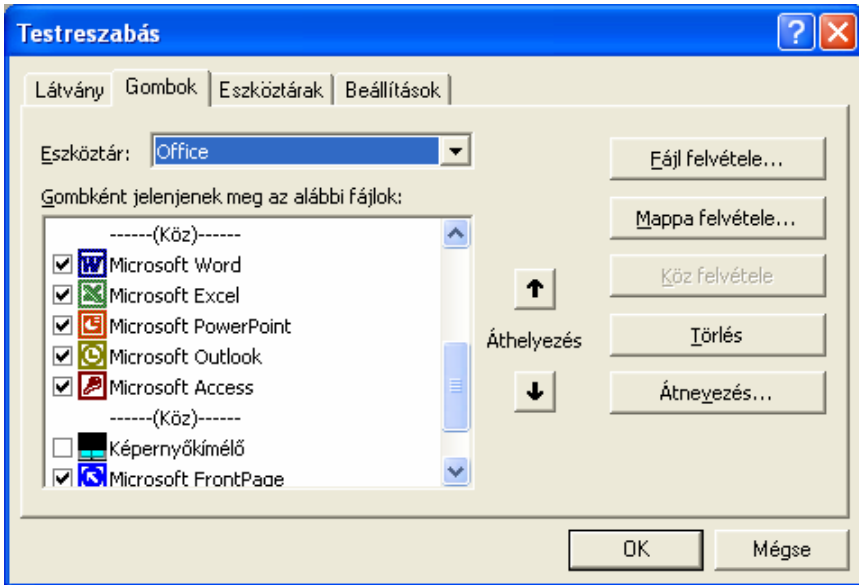 Testreszabás
Látvány Gombok Eszköztárak Beállítások
Eszköztár: Office
Gombként jelenjenek meg az alábbi fájlok:
------(Köz)------
Microsoft Word
Microsoft Excel
Microsoft PowerPoint
Microsoft Outlook
Microsoft Access
------(Köz)------
Képernyőkímélő
Microsoft FrontPage
Áthelyezés
Fájl felvétele...
Mappa felvétele...
Köz felvétele
Törlés
Átnevezés...
OK Mégse